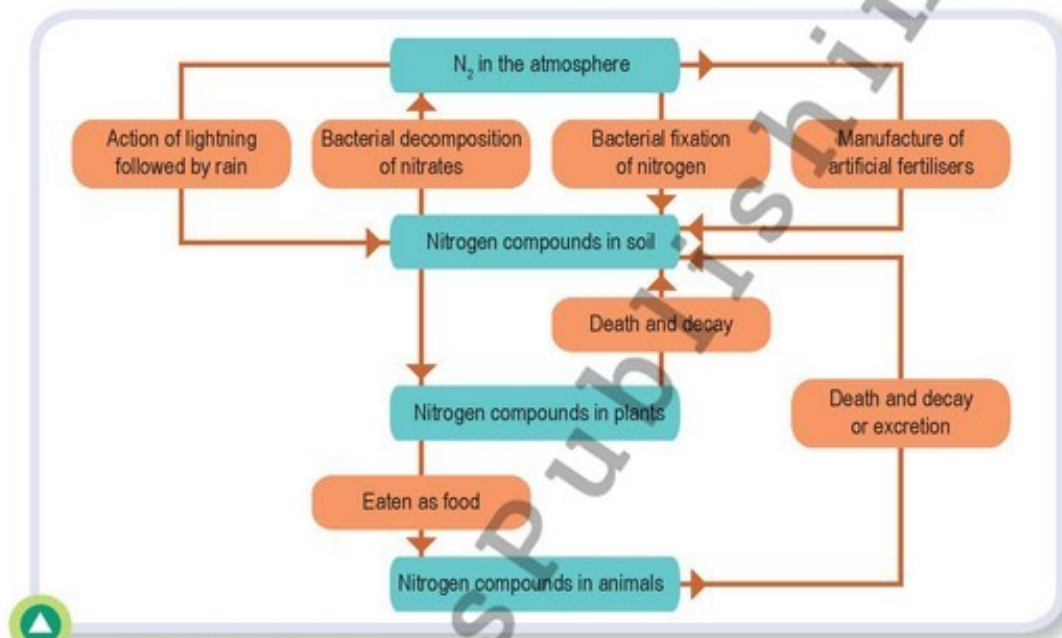 N₂ in the atmosphere
Action of lightning
followed by rain
Bacterial decomposition
of nitrates
Bacterial fixation
of nitrogen
Manufacture of
artificial fertilisers
Nitrogen compounds in soil
Death and decay
Nitrogen compounds in plants
Death and decay
or excretion
Eaten as food
Nitrogen compounds in animals
s P u b l i s h i